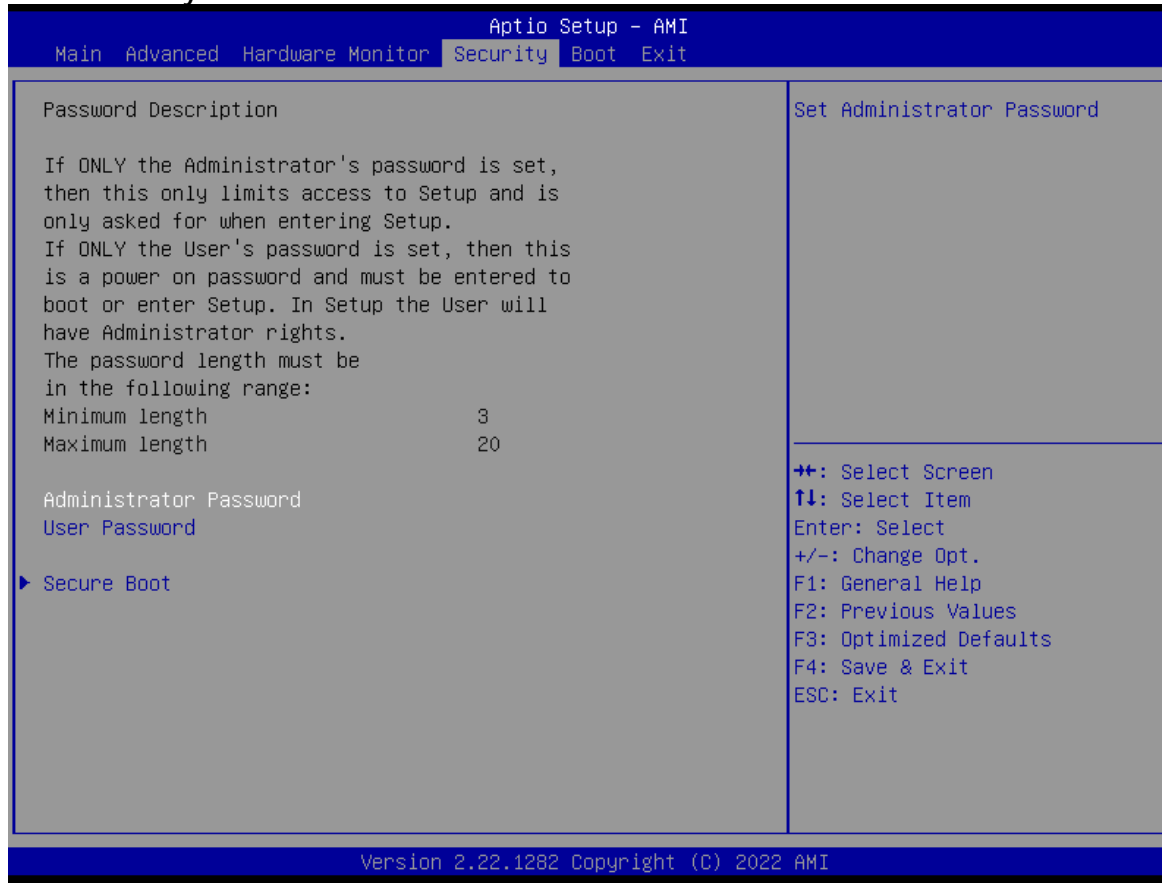 Aptio Setup – AMI
Main Advanced Hardware Monitor Security Boot Exit
Password Description
If ONLY the Administrator's password is set,
then this only limits access to Setup and is
only asked for when entering Setup.
If ONLY the User's password is set, then this
is a power on password and must be entered to
boot or enter Setup. In Setup the User will
have Administrator rights.
The password length must be
in the following range:
Minimum length 3
Maximum length 20
Administrator Password
User Password
▶ Secure Boot
Set Administrator Password
→←: Select Screen
↑↓: Select Item
Enter: Select
+/-: Change Opt.
F1: General Help
F2: Previous Values
F3: Optimized Defaults
F4: Save & Exit
ESC: Exit
Version 2.22.1282 Copyright (C) 2022 AMI